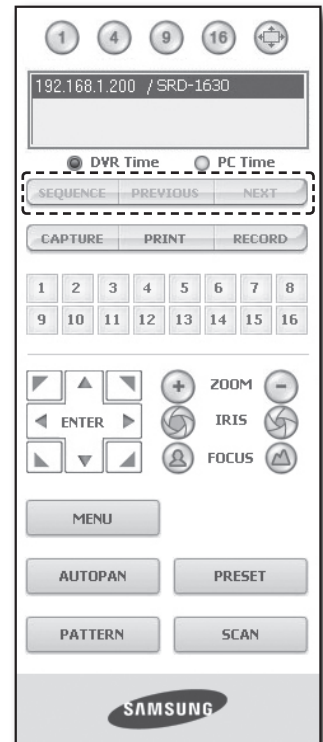 1 4 9 16
192.168.1.200 / SRD-1630
DVR Time PC Time
SEQUENCE PREVIOUS NEXT
CAPTURE PRINT RECORD
1 2 3 4 5 6 7 8
9 10 11 12 13 14 15 16
ZOOM
ENTER IRIS
FOCUS
MENU
AUTOPAN PRESET
PATTERN SCAN
SAMSUNG